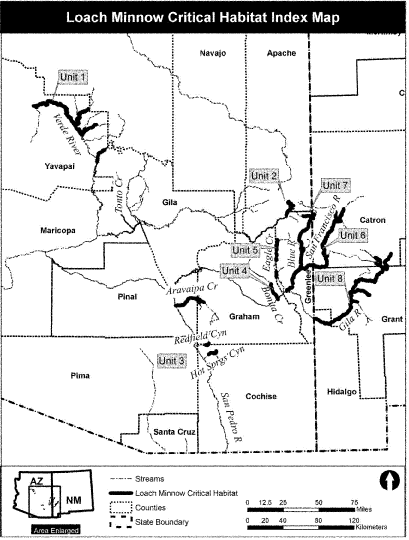 Loach Minnow Critical Habitat Index Map
Navajo
Apache
Unit 1
Verde River
Yavapai
Unit 2
Unit 7
Tonto Cr
Gila
San Francisco R
Catron
Maricopa
Unit 5
Eagle Cr
Blue R
Unit 6
Unit 4
Unit 8
Aravaipa Cr
Greenlee
Pinal
Bonita Cr
Graham
Gila R
Grant
Redfield Cyn
Unit 3
Hot Sprgs Cyn
Pima
San Pedro R
Cochise
Hidalgo
Santa Cruz
AZ
NM
Area Enlarged
Streams
Loach Minnow Critical Habitat
Counties
State Boundary
0 12.5 25 50 75
Miles
0 20 40 80 120
Kilometers